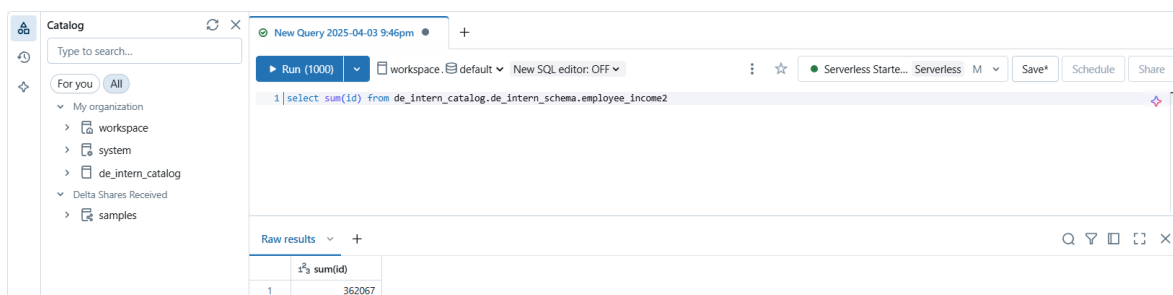 Catalog
Type to search...
For you
All
My organization
workspace
system
de_intern_catalog
Delta Shares Received
samples
New Query 2025-04-03 9:46pm
+
Run (1000)
workspace. default
New SQL editor: OFF
Serverless Starte... Serverless M
Save*
Schedule
Share
1 select sum(id) from de_intern_catalog.de_intern_schema.employee_income2
Raw results
+
123 sum(id)
1 362067